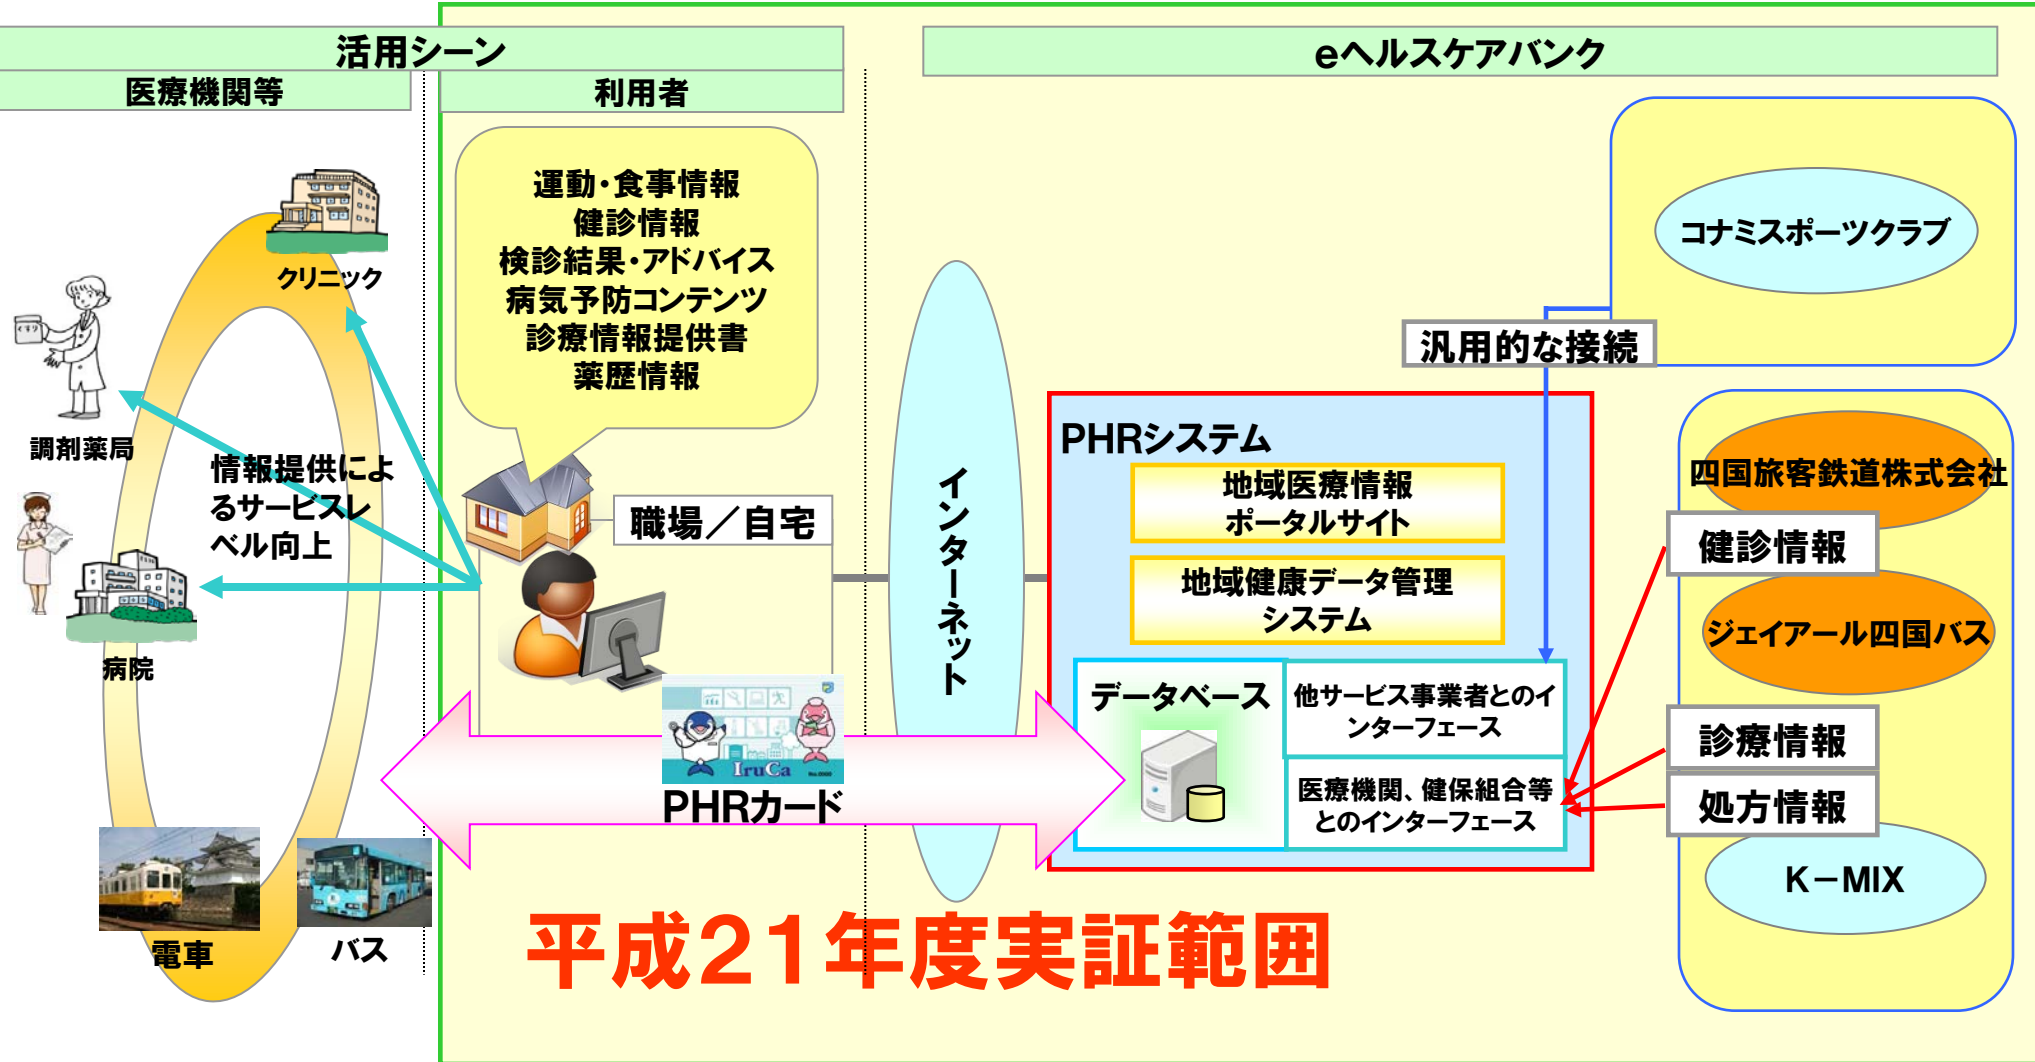 活用シーン
eヘルスケアバンク
医療機関等
利用者
運動・食事情報
健診情報
検診結果・アドバイス
病気予防コンテンツ
診療情報提供書
薬歴情報
クリニック
調剤薬局
情報提供によ
るサービスレ
ベル向上
病院
電車
バス
職場／自宅
IruCa
PHRカード
インターネット
コナミスポーツクラブ
汎用的な接続
PHRシステム
地域医療情報
ポータルサイト
地域健康データ管理
システム
データベース
他サービス事業者とのイ
ンターフェース
医療機関、健保組合等
とのインターフェース
四国旅客鉄道株式会社
健診情報
ジェイアール四国バス
診療情報
処方情報
K－MIX
平成21年度実証範囲